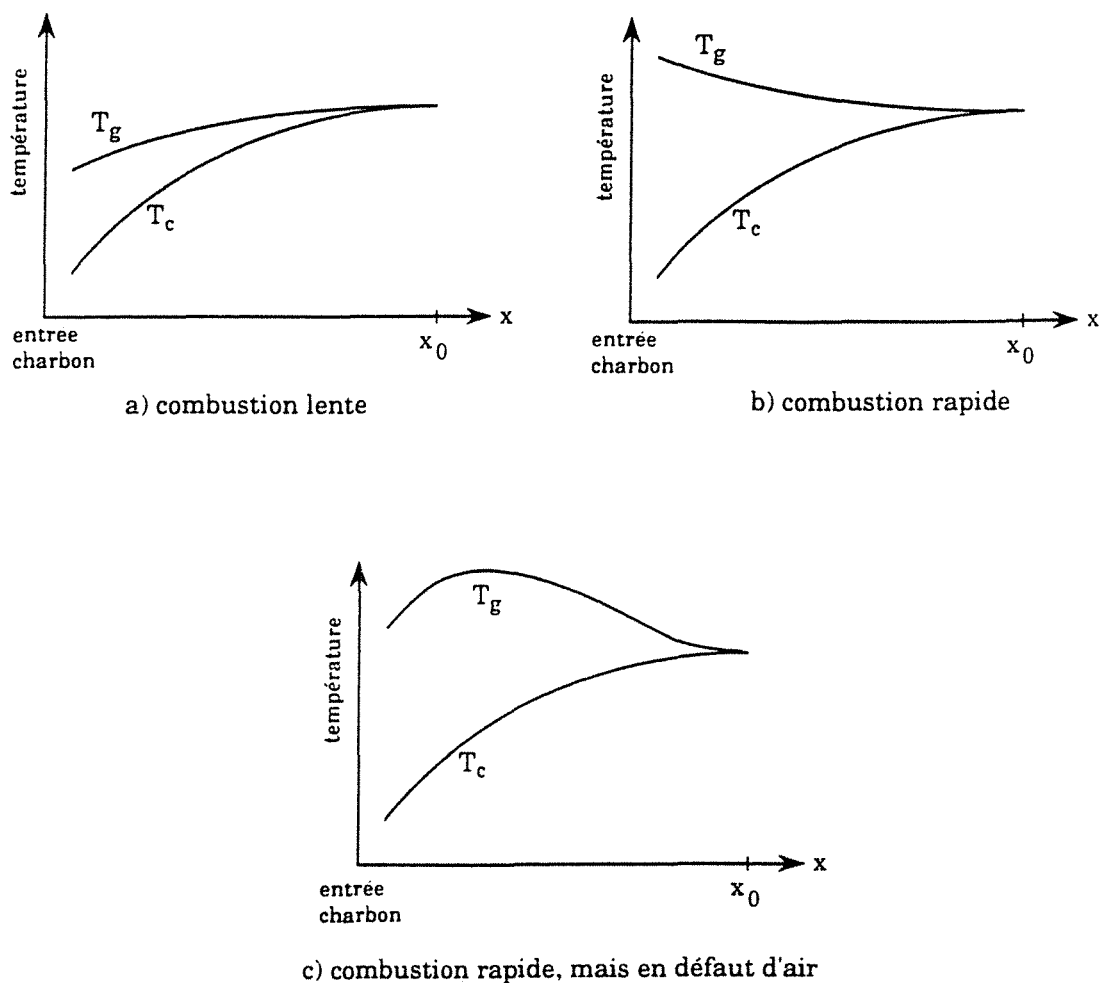 température
T_g
T_c
x
entrée
charbon
x_0
a) combustion lente
température
T_g
T_c
x
entrée
charbon
x_0
b) combustion rapide
température
T_g
T_c
x
entrée
charbon
x_0
c) combustion rapide, mais en défaut d'air